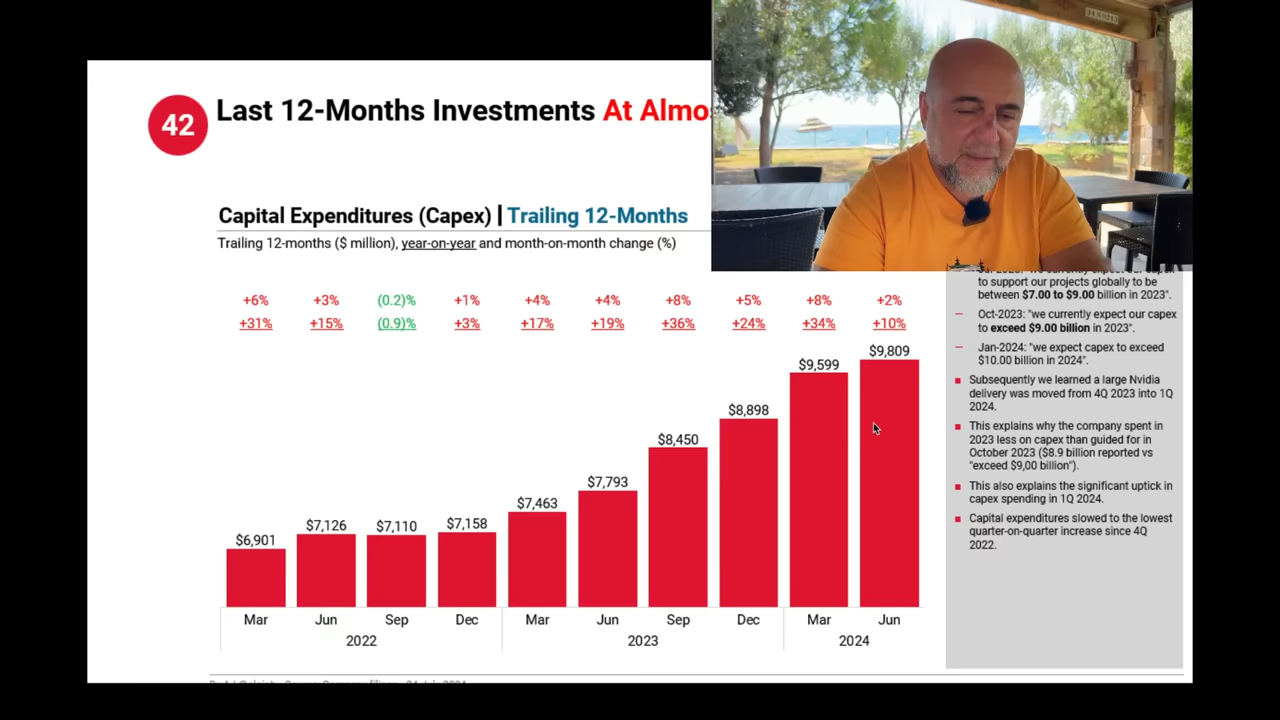 42
Last 12-Months Investments At Almo
Capital Expenditures (Capex) | Trailing 12-Months
Trailing 12-months ($ million), year-on-year and month-on-month change (%)
+6% +3% (0.2)% +1% +4% +4% +8% +5% +8% +2%
+31% +15% (0.9)% +3% +17% +19% +36% +24% +34% +10%
$6,901 $7,126 $7,110 $7,158 $7,463 $7,793 $8,450 $8,898 $9,599 $9,809
Mar Jun Sep Dec Mar Jun Sep Dec Mar Jun
2022 2023 2024
to support our projects globally to be
between $7.00 to $9.00 billion in 2023".
– Oct-2023: "we currently expect our capex
to exceed $9.00 billion in 2023".
– Jan-2024: "we expect capex to exceed
$10.00 billion in 2024".
Subsequently we learned a large Nvidia
delivery was moved from 4Q 2023 into 1Q
2024.
This explains why the company spent in
2023 less on capex than guided for in
October 2023 ($8.9 billion reported vs
"exceed $9,00 billion").
This also explains the significant uptick in
capex spending in 1Q 2024.
Capital expenditures slowed to the lowest
quarter-on-quarter increase since 4Q
2022.